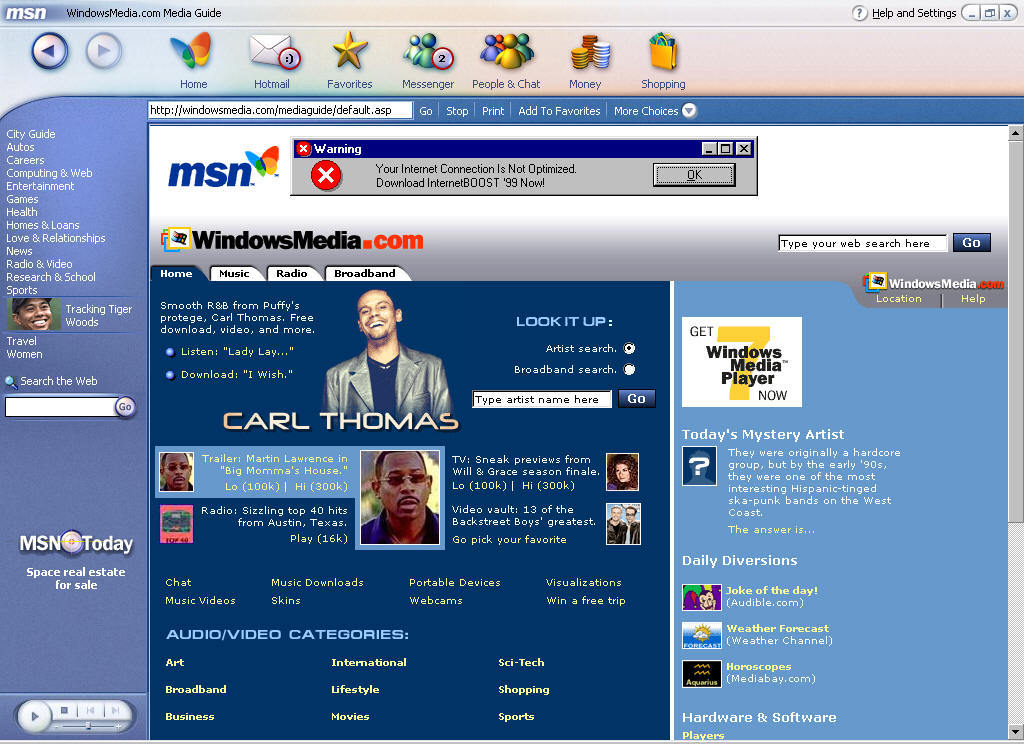 msn WindowsMedia.com Media Guide
Help and Settings
Home
Hotmail
Favorites
2
Messenger
People & Chat
Money
Shopping
http://windowsmedia.com/mediaguide/default.asp
Go
Stop
Print
Add To Favorites
More Choices
City Guide
Autos
Careers
Computing & Web
Entertainment
Games
Health
Homes & Loans
Love & Relationships
News
Radio & Video
Research & School
Sports
Tracking Tiger
Woods
Travel
Women
Search the Web
Go
MSN Today
Space real estate
for sale
msn
Warning
Your Internet Connection Is Not Optimized.
Download InternetBOOST '99 Now!
OK
WindowsMedia.com
Type your web search here
Go
Home
Music
Radio
Broadband
WindowsMedia.com
Location
Help
Smooth R&B from Puffy's
protege, Carl Thomas. Free
download, video, and more.
Listen: "Lady Lay..."
Download: "I Wish."
CARL THOMAS
LOOK IT UP:
Artist search.
Broadband search.
Type artist name here
Go
Trailer: Martin Lawrence in
"Big Momma's House."
Lo (100k) | Hi (300k)
TOP 40
Radio: Sizzling top 40 hits
from Austin, Texas.
Play (16k)
TV: Sneak previews from
Will & Grace season finale.
Lo (100k) | Hi (300k)
Video vault: 13 of the
Backstreet Boys' greatest.
Go pick your favorite
Chat
Music Downloads
Portable Devices
Visualizations
Music Videos
Skins
Webcams
Win a free trip
AUDIO/VIDEO CATEGORIES:
Art
International
Sci-Tech
Broadband
Lifestyle
Shopping
Business
Movies
Sports
GET
7
Windows
Media™
Player
NOW
Today's Mystery Artist
?
They were originally a hardcore
group, but by the early '90s,
they were one of the most
interesting Hispanic-tinged
ska-punk bands on the West
Coast.
The answer is...
Daily Diversions
Joke of the day!
(Audible.com)
FORECAST
Weather Forecast
(Weather Channel)
Aquarius
Horoscopes
(Mediabay.com)
Hardware & Software
Players